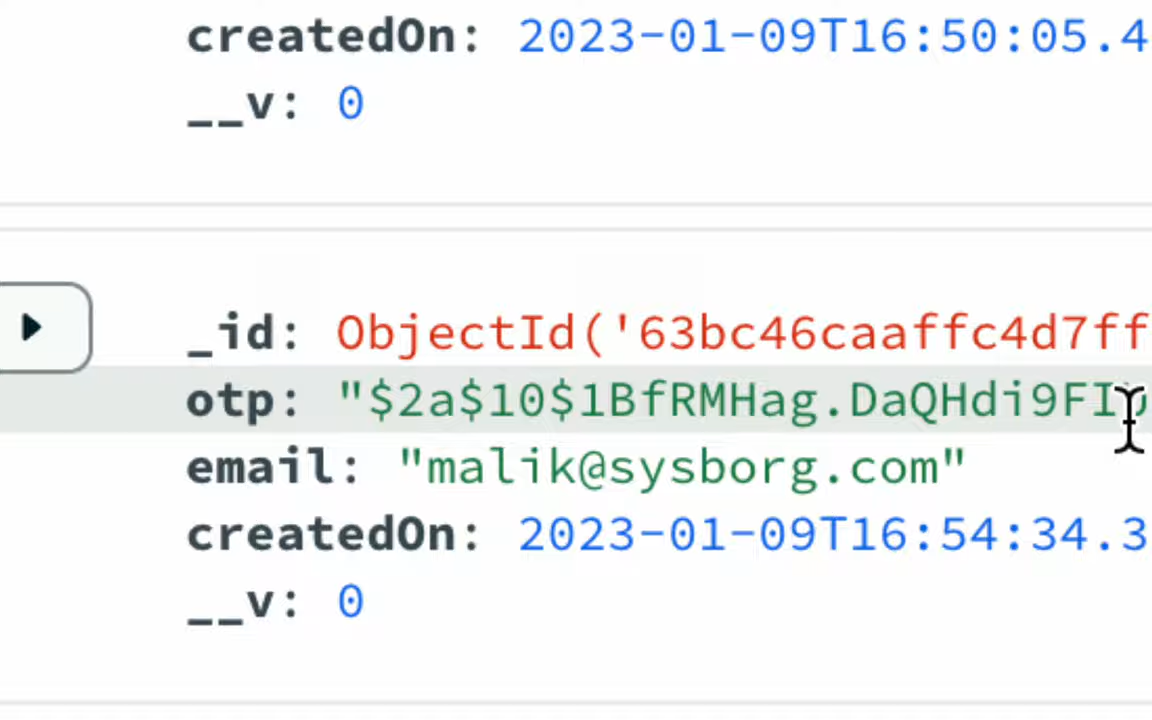 createdOn: 2023-01-09T16:50:05.4
__v: 0
_id: ObjectId('63bc46caaffc4d7ff
otp: "$2a$10$1BfRMHag.DaQHdi9FI
email: "malik@sysborg.com"
createdOn: 2023-01-09T16:54:34.3
__v: 0